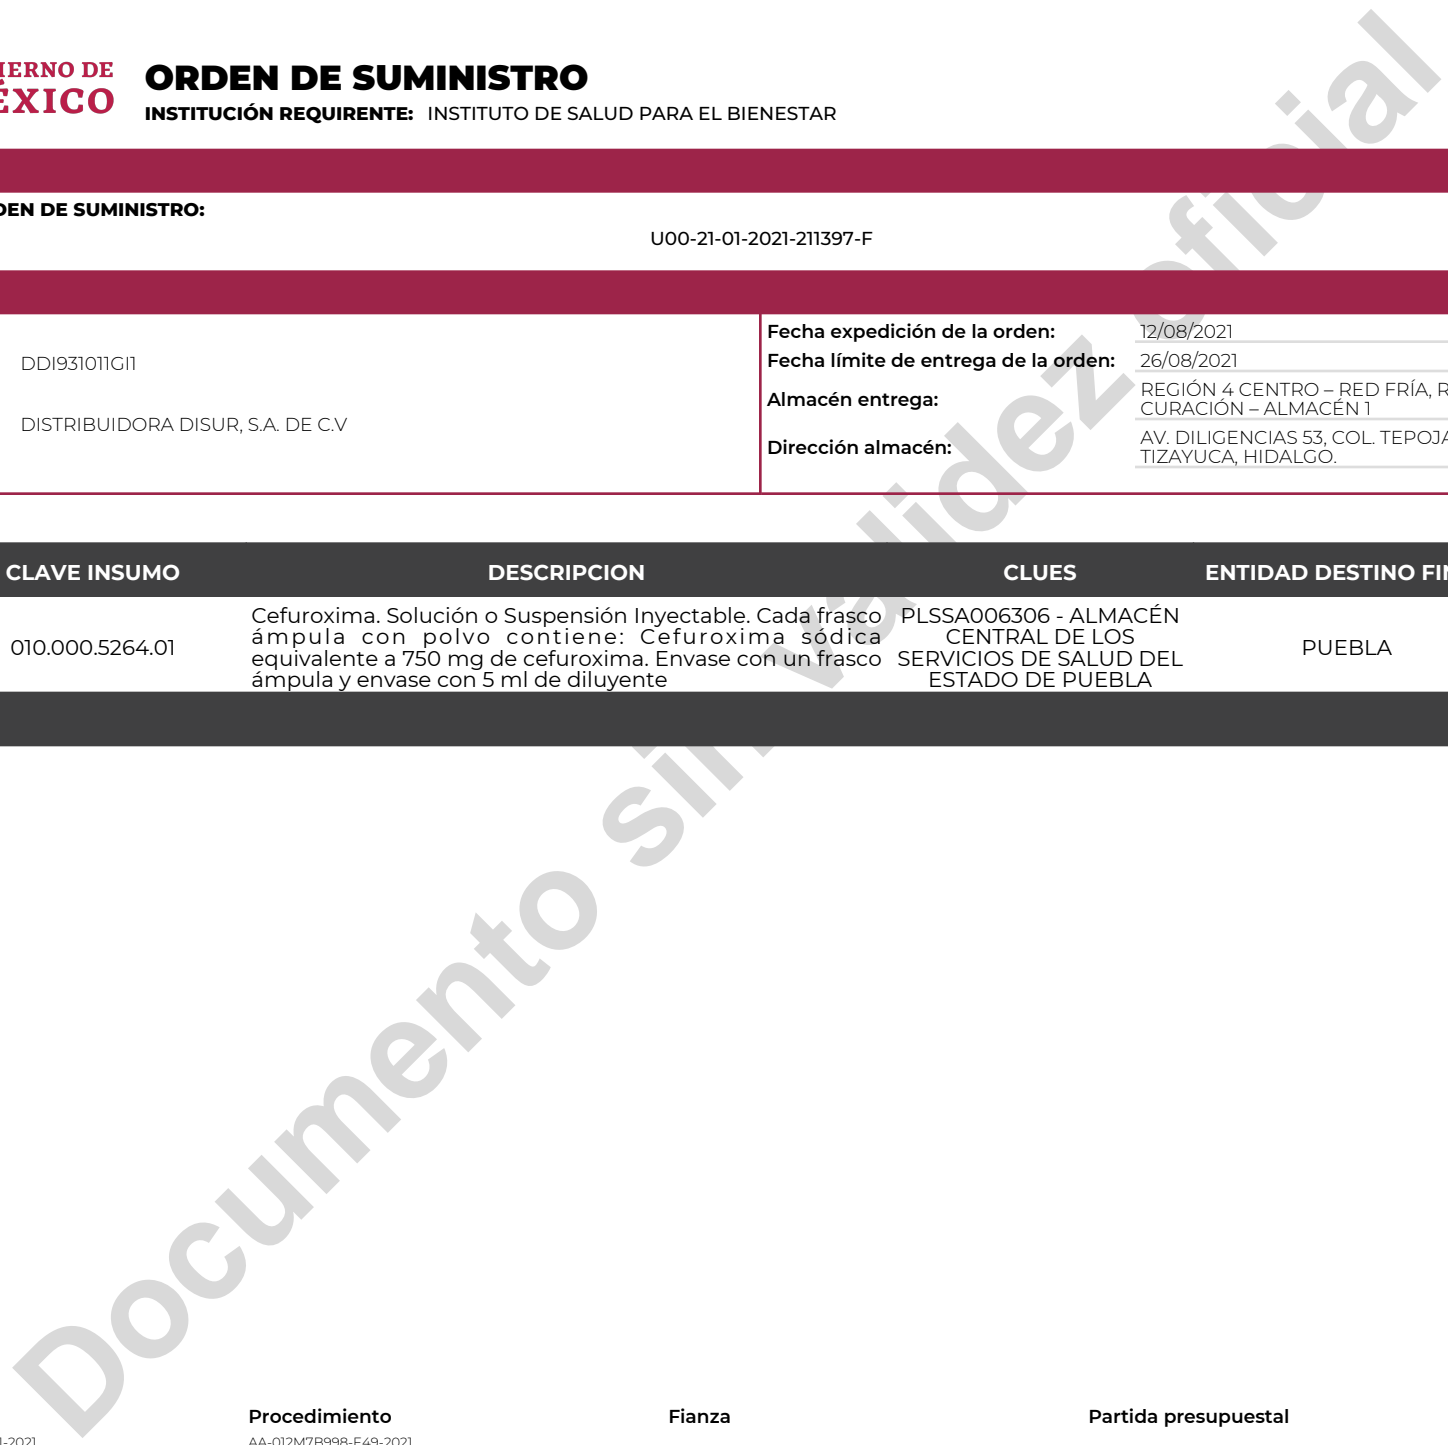 ORDEN DE SUMINISTRO
INSTITUCIÓN REQUIRENTE: INSTITUTO DE SALUD PARA EL BIENESTAR
DE SUMINISTRO:
U00-21-01-2021-211397-F
DDI931011GI1
DISTRIBUIDORA DISUR, S.A. DE C.V
Fecha expedición de la orden: 12/08/2021
Fecha límite de entrega de la orden: 26/08/2021
Almacén entrega: REGIÓN 4 CENTRO – RED FRÍA,
CURACIÓN – ALMACÉN 1
Dirección almacén: AV. DILIGENCIAS 53, COL.
TIZAYUCA, HIDALGO.
CLAVE INSUMO DESCRIPCION CLUES ENTIDAD DESTINO
010.000.5264.01
Cefuroxima. Solución o Suspensión Inyectable. Cada frasco
ámpula con polvo contiene: Cefuroxima sódica
equivalente a 750 mg de cefuroxima. Envase con un frasco
ámpula y envase con 5 ml de diluyente
PLSSA006306 - ALMACÉN
CENTRAL DE LOS
SERVICIOS DE SALUD DEL
ESTADO DE PUEBLA
PUEBLA
Documento sin validez oficial
Procedimiento Fianza Partida presupuestal
AA-012M7B998-E49-2021